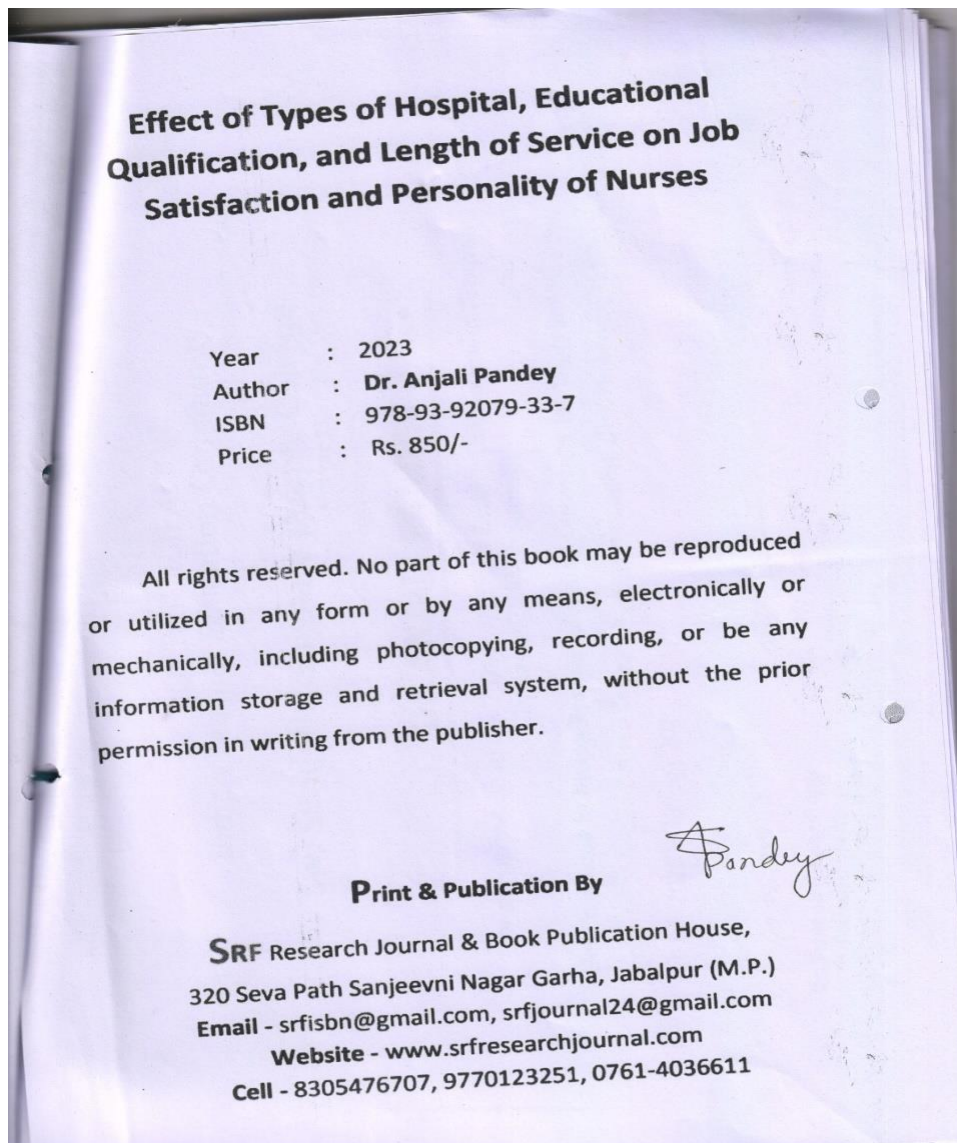 Effect of Types of Hospital, Educational
Qualification, and Length of Service on Job
Satisfaction and Personality of Nurses
Year : 2023
Author : Dr. Anjali Pandey
ISBN : 978-93-92079-33-7
Price : Rs. 850/-
All rights reserved. No part of this book may be reproduced
or utilized in any form or by any means, electronically or
mechanically, including photocopying, recording, or be any
information storage and retrieval system, without the prior
permission in writing from the publisher.
Pandey
Print & Publication By
SRF Research Journal & Book Publication House,
320 Seva Path Sanjeevni Nagar Garha, Jabalpur (M.P.)
Email - srfisbn@gmail.com, srfjournal24@gmail.com
Website - www.srfresearchjournal.com
Cell - 8305476707, 9770123251, 0761-4036611